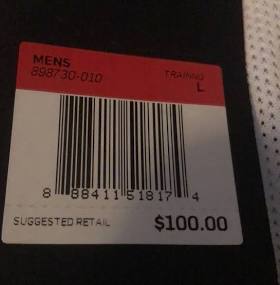 MENS
898730-010
TRAINING
L
8 88411 51817 4
SUGGESTED RETAIL
$100.00